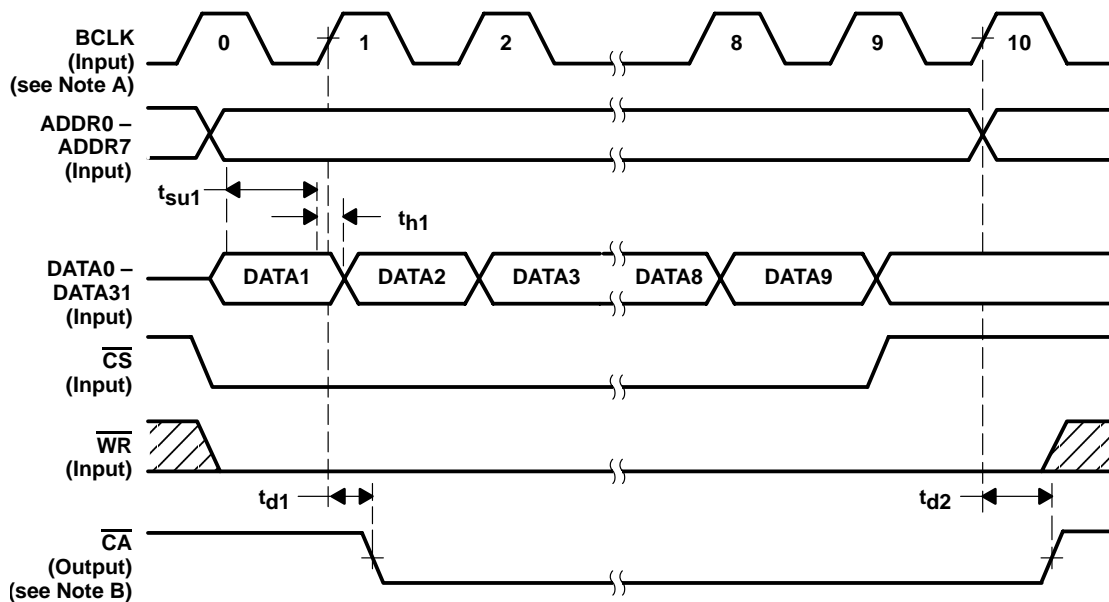 BCLK
(Input)
(see Note A)
0 1 2 8 9 10
ADDR0 –
ADDR7
(Input)
tsu1
th1
DATA0 –
DATA31
(Input)
DATA1 DATA2 DATA3 DATA8 DATA9
CS
(Input)
WR
(Input)
td1 td2
CA
(Output)
(see Note B)